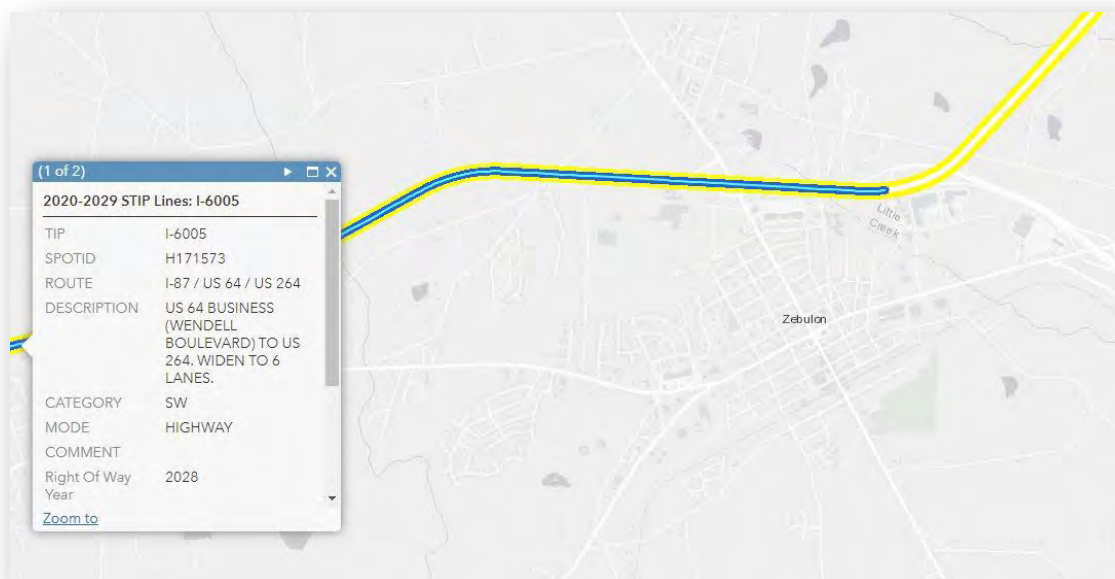 (1 of 2)
2020-2029 STIP Lines: I-6005
TIP I-6005
SPOTID H171573
ROUTE I-87 / US 64 / US 264
DESCRIPTION US 64 BUSINESS
(WENDELL
BOULEVARD) TO US
264. WIDEN TO 6
LANES.
CATEGORY SW
MODE HIGHWAY
COMMENT
Right Of Way 2028
Year
Zoom to
Little
Creek
Zebulon